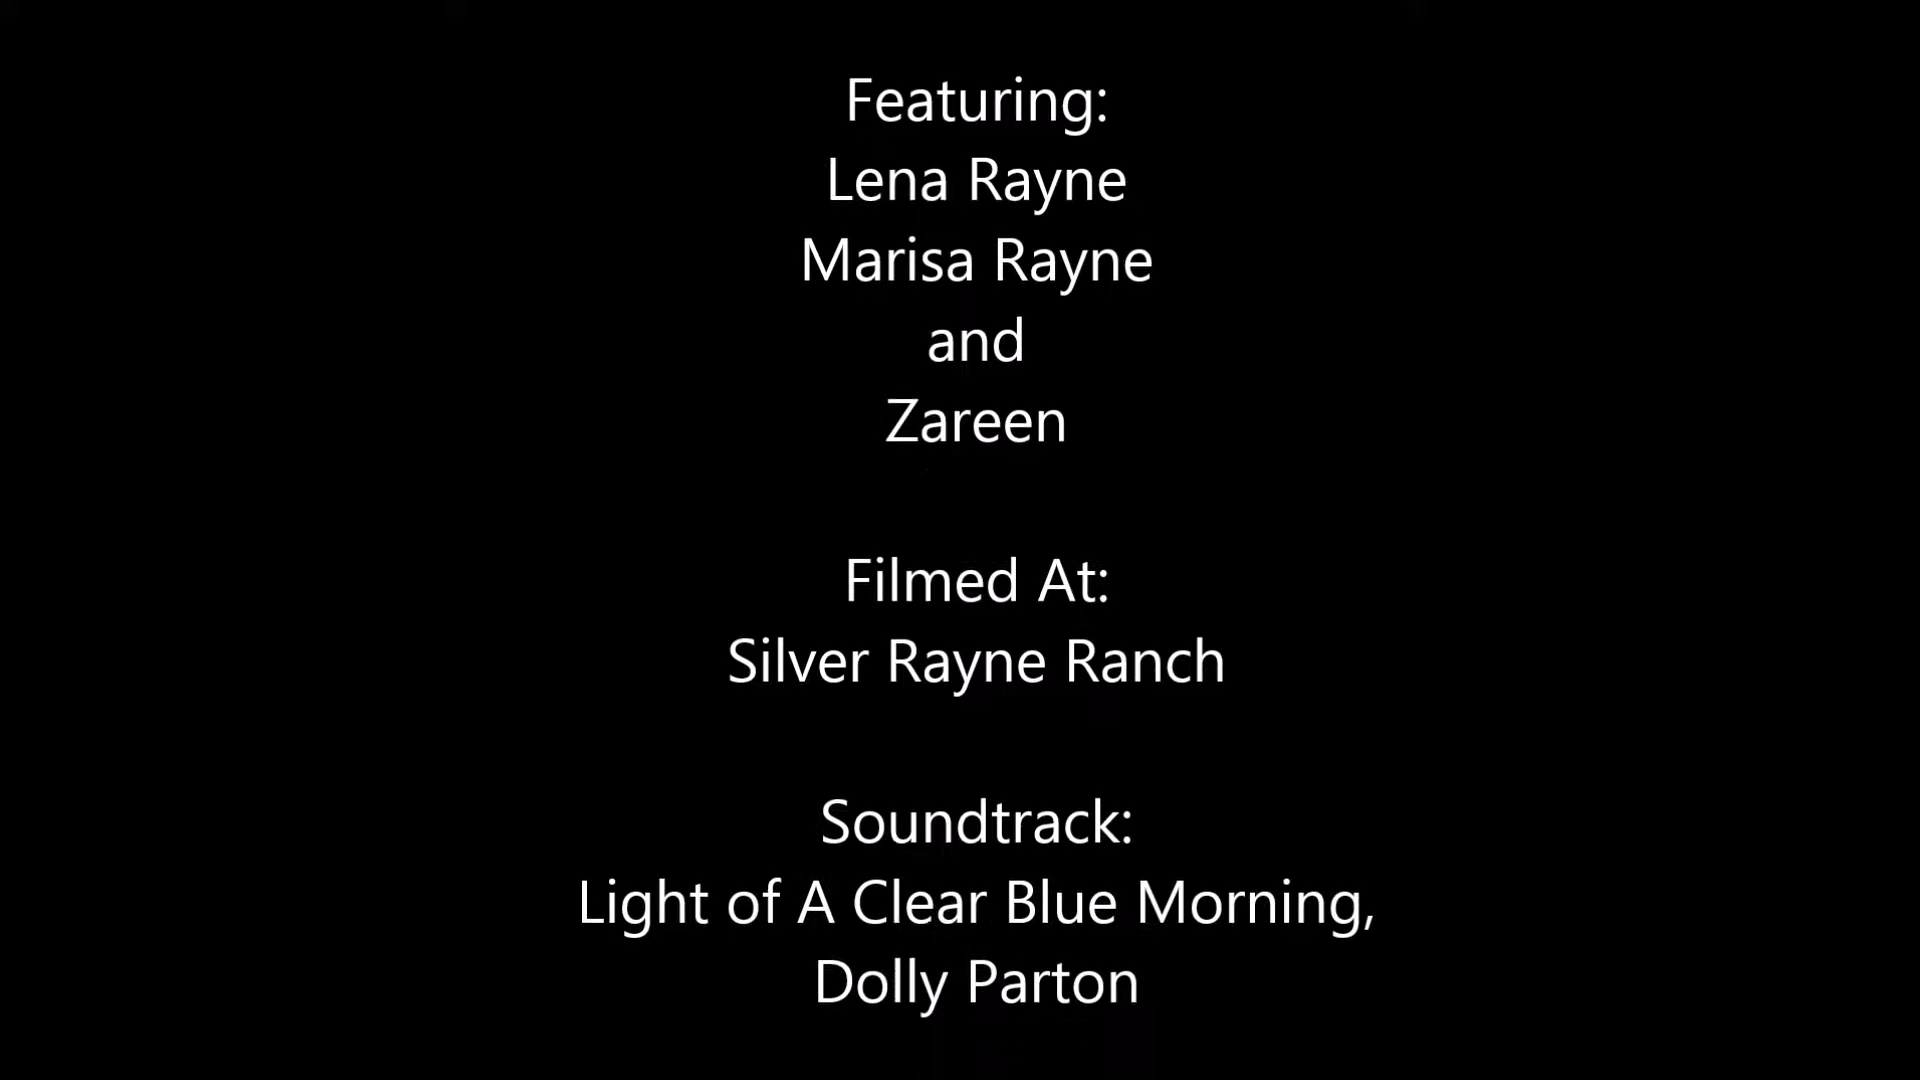 Featuring:
Lena Rayne
Marisa Rayne
and
Zareen
Filmed At:
Silver Rayne Ranch
Soundtrack:
Light of A Clear Blue Morning,
Dolly Parton